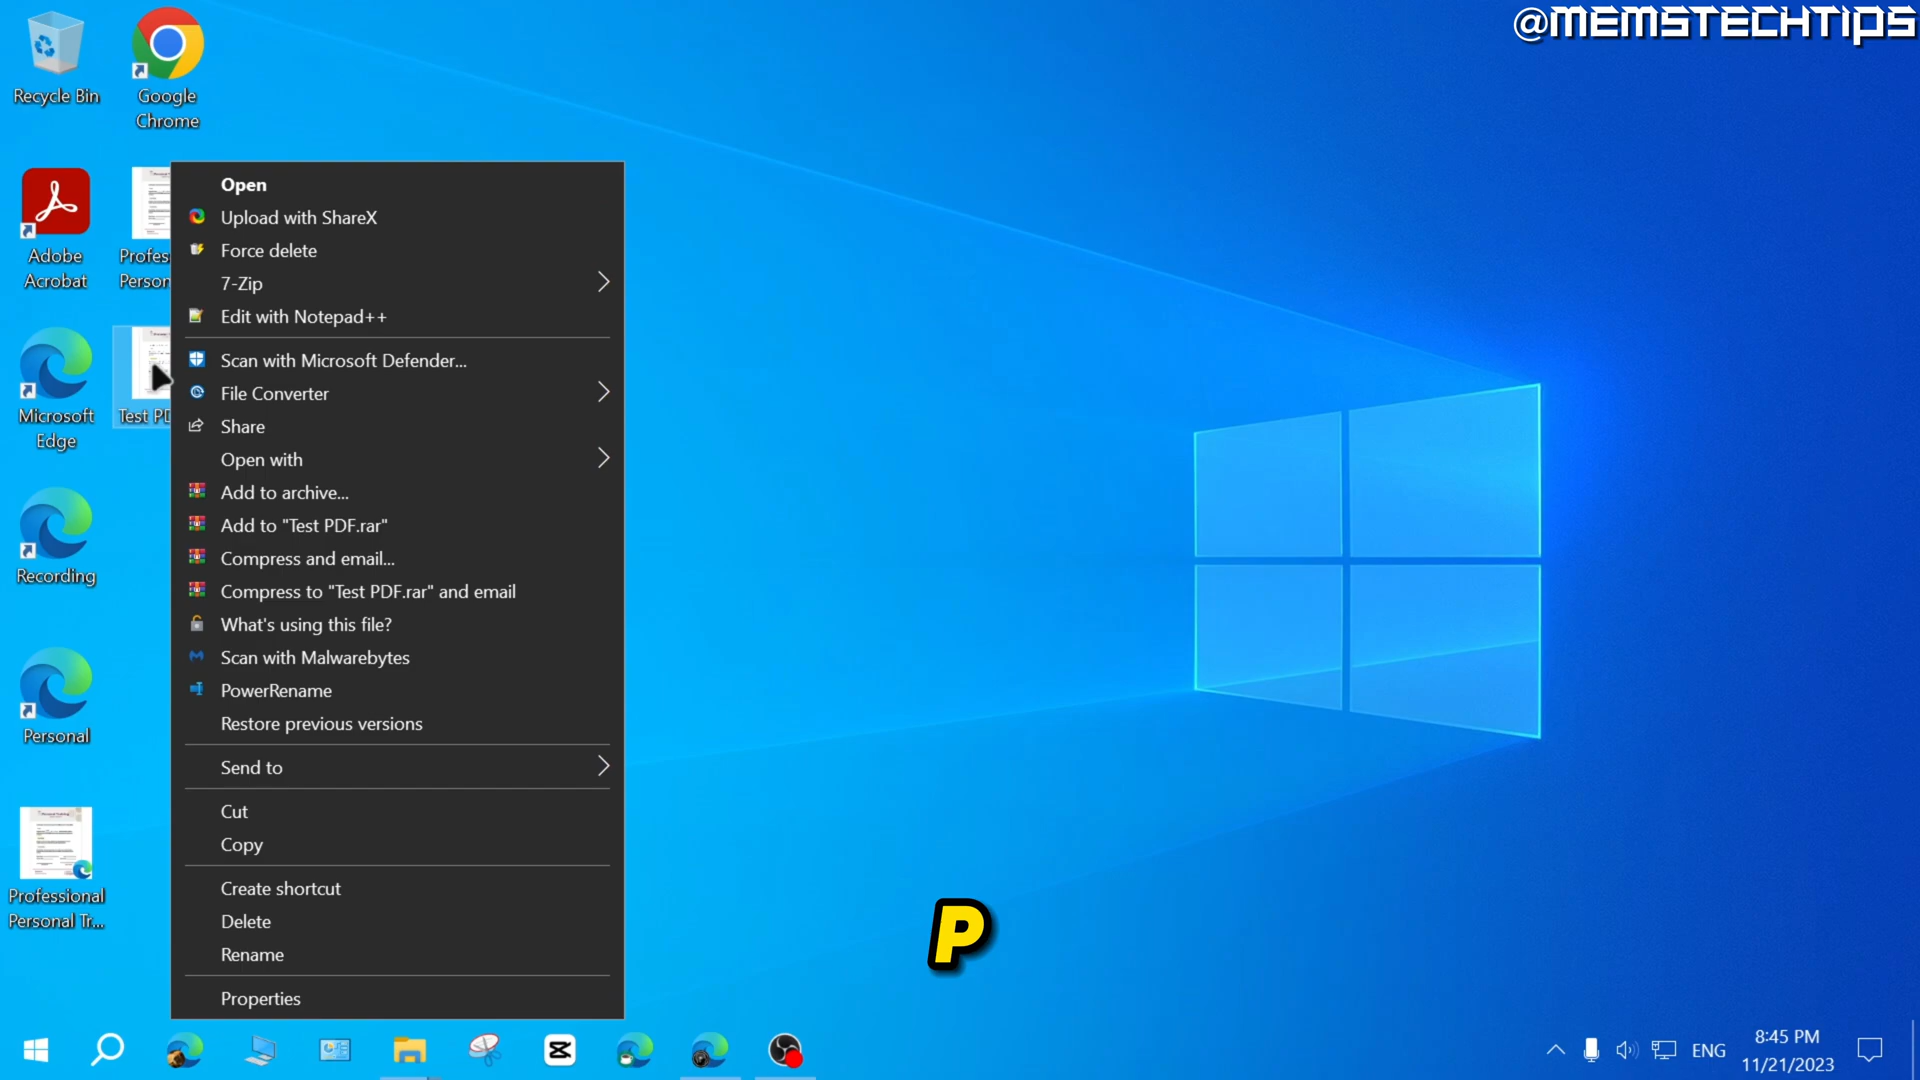 @MEMSTECHTIPS
Recycle Bin
Google
Chrome
Adobe
Acrobat
Profes
Person
Microsoft
Edge
Test PD
Recording
Personal
Professional
Personal Tr...
Open
Upload with ShareX
Force delete
7-Zip
Edit with Notepad++
Scan with Microsoft Defender...
File Converter
Share
Open with
Add to archive...
Add to "Test PDF.rar"
Compress and email...
Compress to "Test PDF.rar" and email
What's using this file?
Scan with Malwarebytes
PowerRename
Restore previous versions
Send to
Cut
Copy
Create shortcut
Delete
Rename
Properties
P
ENG
8:45 PM
11/21/2023